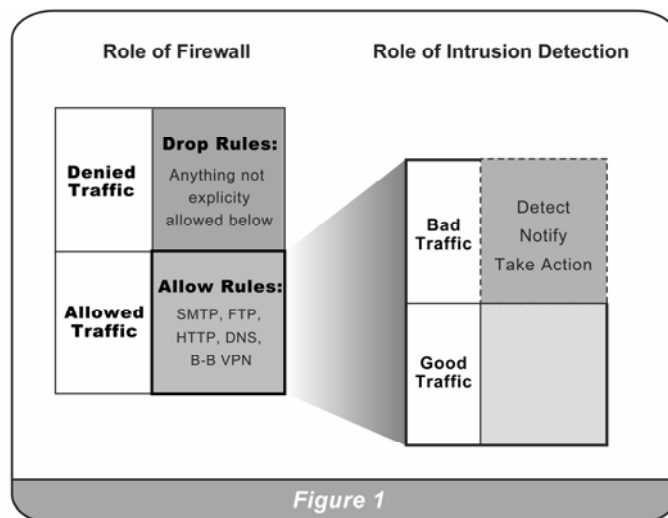 Role of Firewall
Role of Intrusion Detection
Denied
Traffic
Drop Rules:
Anything not
explicity
allowed below
Allowed
Traffic
Allow Rules:
SMTP, FTP,
HTTP, DNS,
B-B VPN
Bad
Traffic
Detect
Notify
Take Action
Good
Traffic
Figure 1